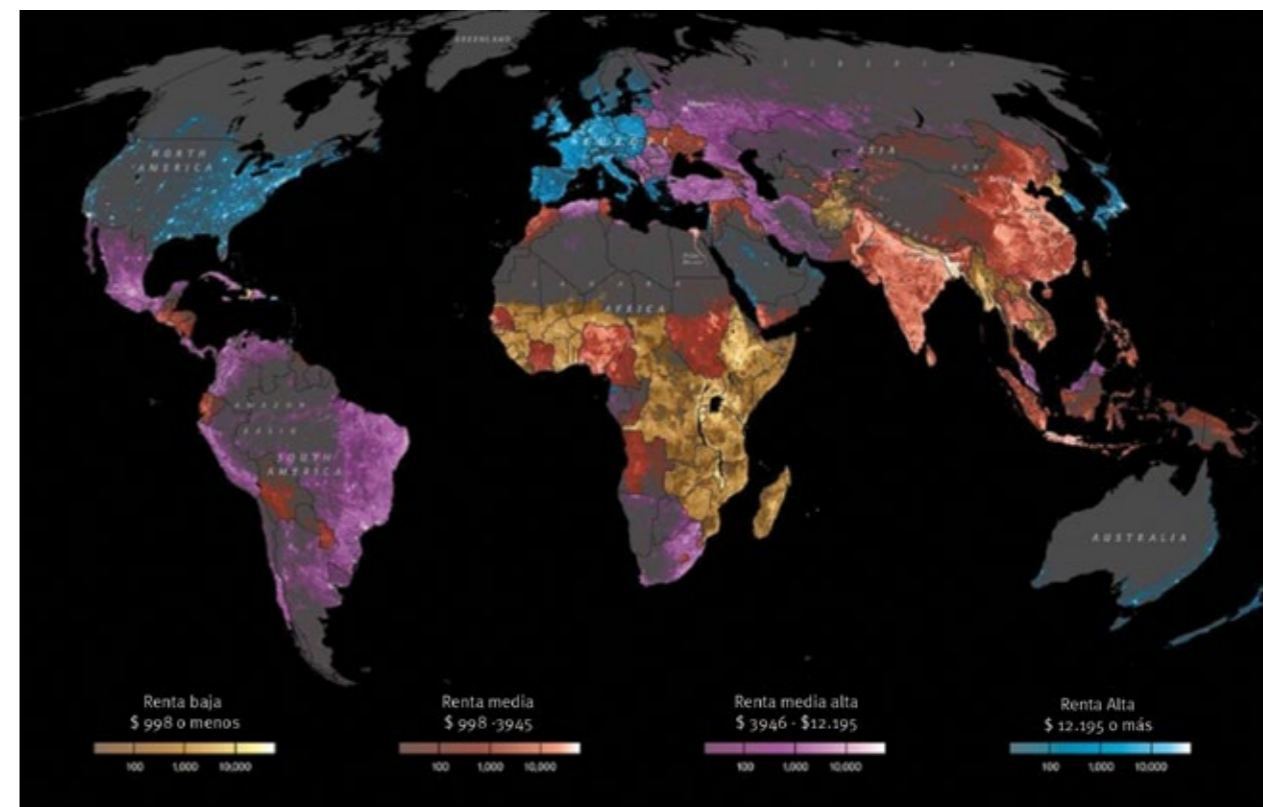 GREENLAND
SIBERIA
NORTH
AMERICA
EUROPE
ASIA
SAHARA
AFRICA
AMAZON
BASIN
SOUTH
AMERICA
AUSTRALIA
Renta baja
$ 998 o menos
100 1,000 10,000
Renta media
$ 998 -3945
100 1,000 10,000
Renta media alta
$ 3946 - $12.195
100 1,000 10,000
Renta Alta
$ 12.195 o más
100 1,000 10,000